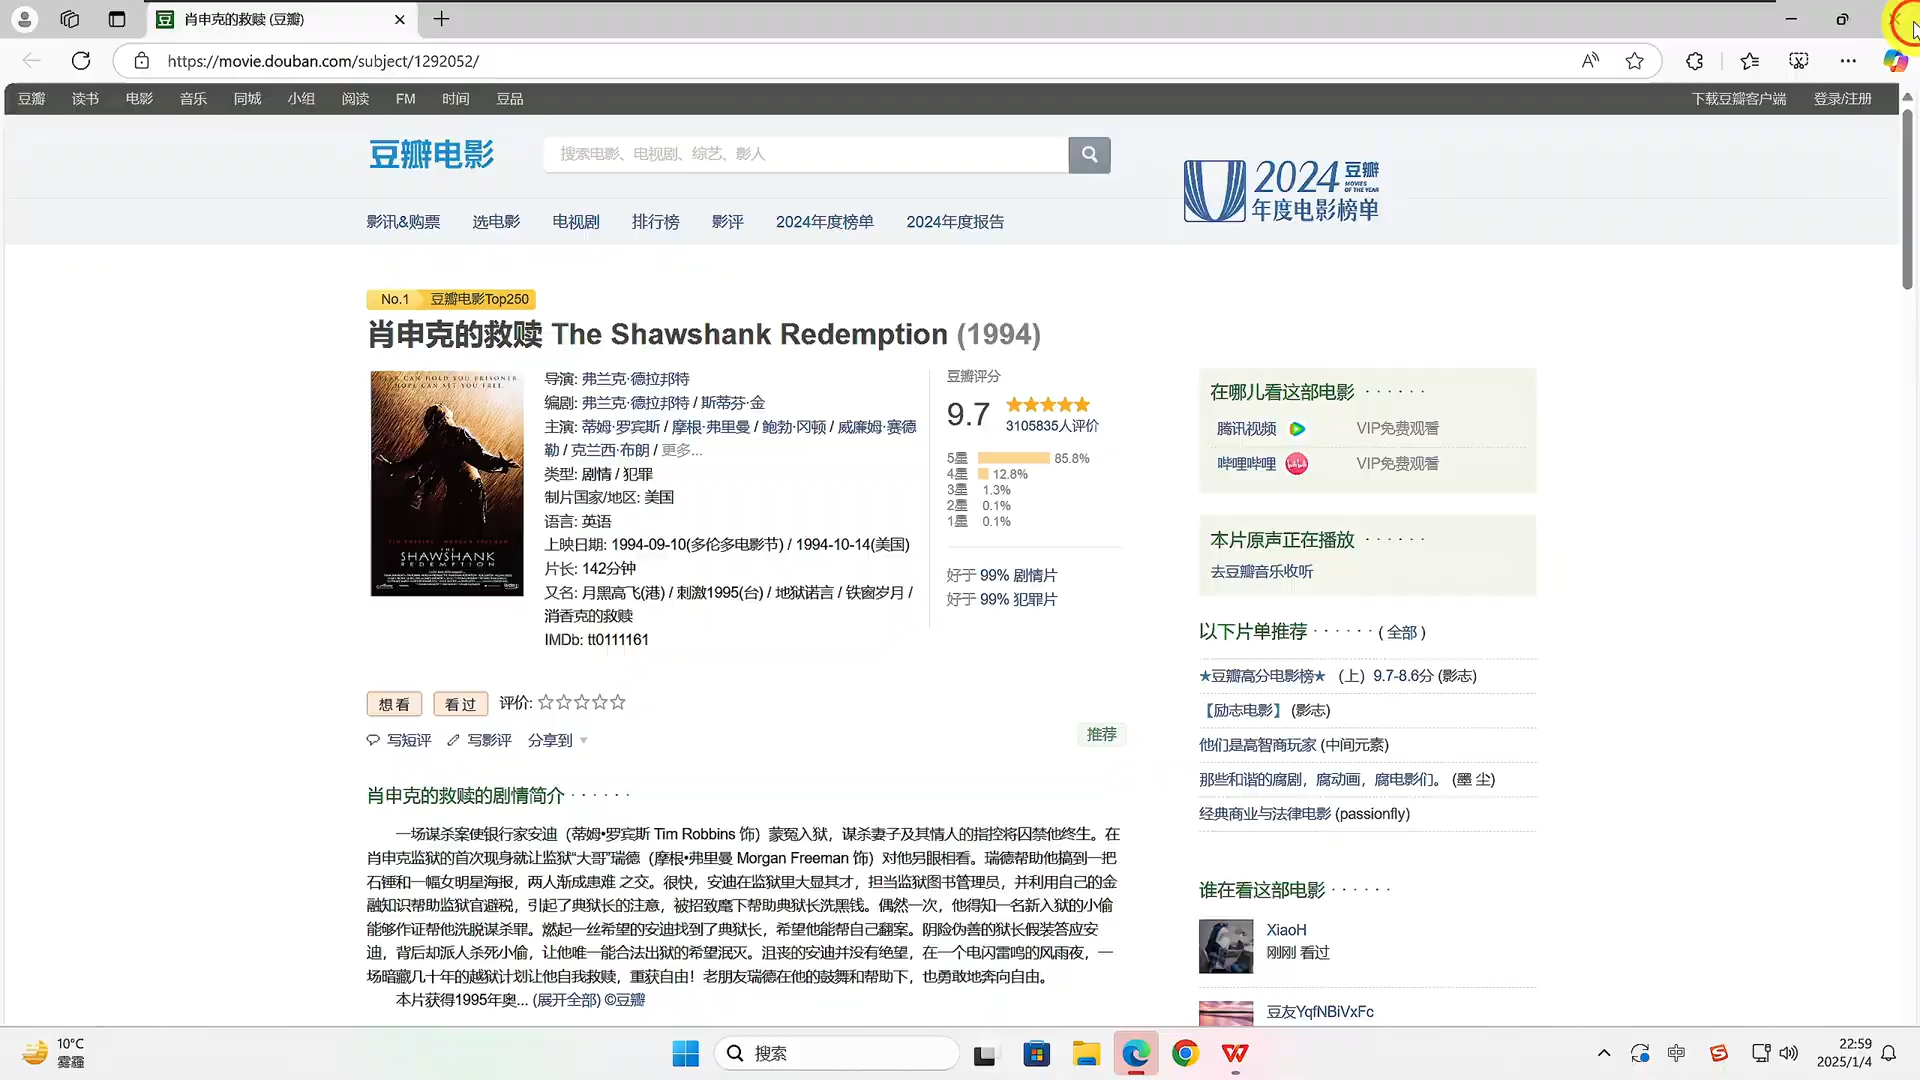 肖申克的救赎 (豆瓣)
https://movie.douban.com/subject/1292052/
豆瓣 读书 电影 音乐 同城 小组 阅读 FM 时间 豆品 下载豆瓣客户端 登录/注册
豆瓣电影
搜索电影、电视剧、综艺、影人
2024 豆瓣
MOVIES OF THE YEAR
年度电影榜单
影讯&购票 选电影 电视剧 排行榜 影评 2024年度榜单 2024年度报告
No.1 豆瓣电影Top250
肖申克的救赎 The Shawshank Redemption (1994)
FEAR CAN HOLD YOU PRISONER.
HOPE CAN SET YOU FREE.
TIM ROBBINS MORGAN FREEMAN
THE
SHAWSHANK
REDEMPTION
导演: 弗兰克·德拉邦特
编剧: 弗兰克·德拉邦特 / 斯蒂芬·金
主演: 蒂姆·罗宾斯 / 摩根·弗里曼 / 鲍勃·冈顿 / 威廉姆·赛德
勒 / 克兰西·布朗 / 更多...
类型: 剧情 / 犯罪
制片国家/地区: 美国
语言: 英语
上映日期: 1994-09-10(多伦多电影节) / 1994-10-14(美国)
片长: 142分钟
又名: 月黑高飞(港) / 刺激1995(台) / 地狱诺言 / 铁窗岁月 /
消香克的救赎
IMDb: tt0111161
豆瓣评分
9.7
3105835人评价
5星 85.8%
4星 12.8%
3星 1.3%
2星 0.1%
1星 0.1%
好于 99% 剧情片
好于 99% 犯罪片
想看 看过 评价:
写短评 写影评 分享到
推荐
肖申克的救赎的剧情简介 · · · · · ·
一场谋杀案使银行家安迪（蒂姆•罗宾斯 Tim Robbins 饰）蒙冤入狱，谋杀妻子及其情人的指控将囚禁他终生。在
肖申克监狱的首次现身就让监狱“大哥”瑞德（摩根•弗里曼 Morgan Freeman 饰）对他另眼相看。瑞德帮助他搞到一把
石锤和一幅女明星海报，两人渐成患难 之交。很快，安迪在监狱里大显其才，担当监狱图书管理员，并利用自己的金
融知识帮助监狱官避税，引起了典狱长的注意，被招致麾下帮助典狱长洗黑钱。偶然一次，他得知一名新入狱的小偷
能够作证帮他洗脱谋杀罪。燃起一丝希望的安迪找到了典狱长，希望他能帮自己翻案。阴险伪善的狱长假装答应安
迪，背后却派人杀死小偷，让他唯一能合法出狱的希望泯灭。沮丧的安迪并没有绝望，在一个电闪雷鸣的风雨夜，一
场暗藏几十年的越狱计划让他自我救赎，重获自由！老朋友瑞德在他的鼓舞和帮助下，也勇敢地奔向自由。
本片获得1995年奥... (展开全部) ©豆瓣
在哪儿看这部电影 · · · · · ·
腾讯视频 VIP免费观看
哔哩哔哩 VIP免费观看
本片原声正在播放 · · · · · ·
去豆瓣音乐收听
以下片单推荐 · · · · · · ( 全部 )
★豆瓣高分电影榜★ （上）9.7-8.6分 (影志)
【励志电影】 (影志)
他们是高智商玩家 (中间元素)
那些和谐的腐剧，腐动画，腐电影们。 (墨 尘)
经典商业与法律电影 (passionfly)
谁在看这部电影 · · · · · ·
XiaoH
刚刚 看过
豆友YqfNBiVxFc
10°C
雾霾
搜索
中
22:59
2025/1/4